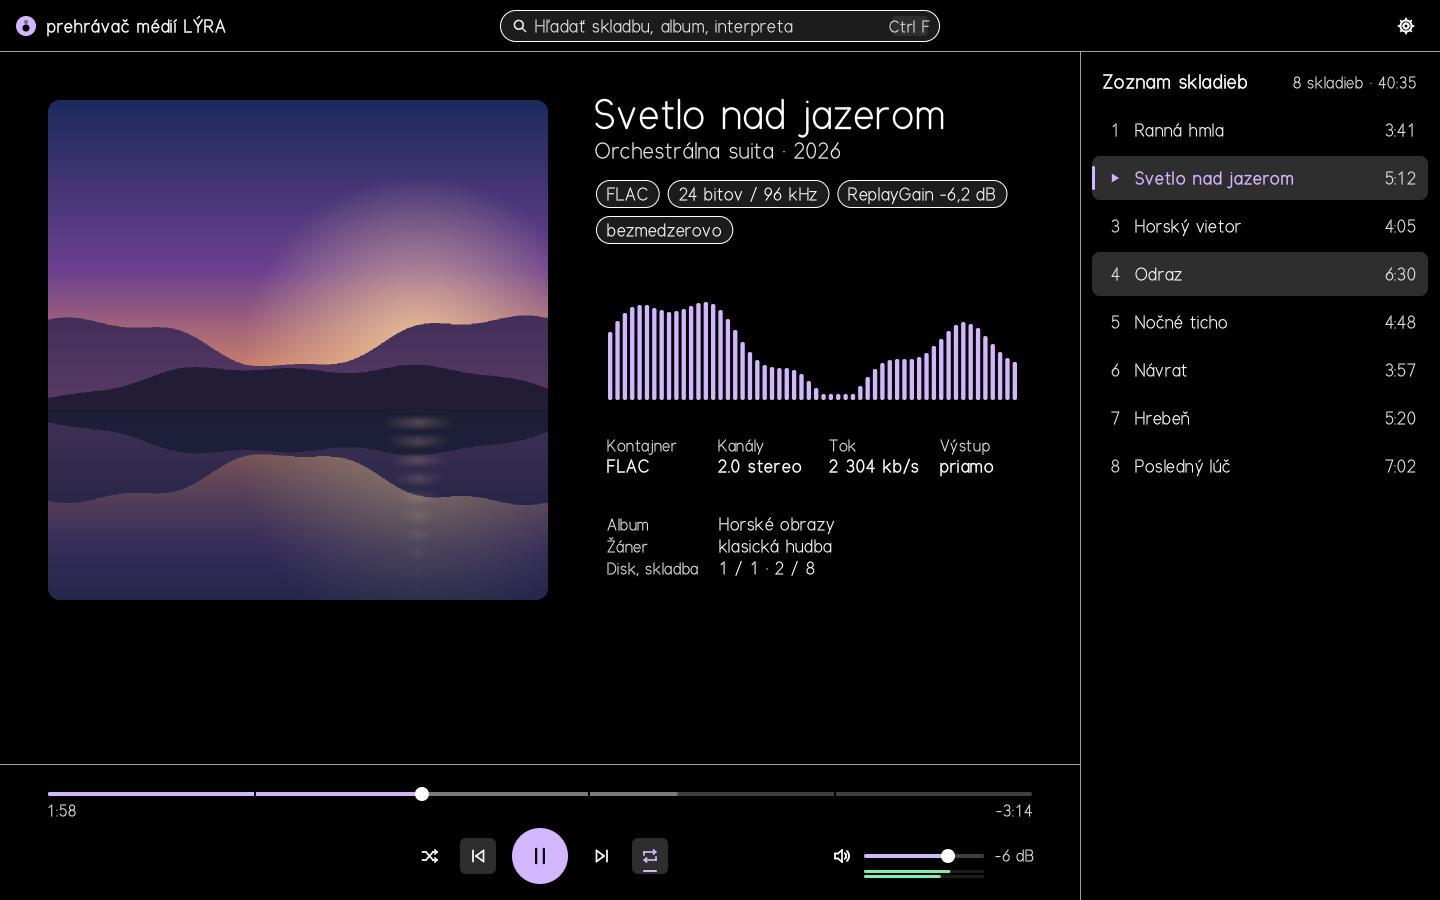 prehrávač médií LÝRA
Hľadať skladbu, album, interpreta Ctrl F
Svetlo nad jazerom
Orchestrálna suita · 2026
FLAC 24 bitov / 96 kHz ReplayGain -6,2 dB
bezmedzerovo
Kontajner Kanály Tok Výstup
FLAC 2.0 stereo 2 304 kb/s priamo
Album Horské obrazy
Žáner klasická hudba
Disk, skladba 1 / 1 · 2 / 8
Zoznam skladieb 8 skladieb · 40:35
1 Ranná hmla 3:41
Svetlo nad jazerom 5:12
3 Horský vietor 4:05
4 Odraz 6:30
5 Nočné ticho 4:48
6 Návrat 3:57
7 Hrebeň 5:20
8 Posledný lúč 7:02
1:58 -3:14
-6 dB